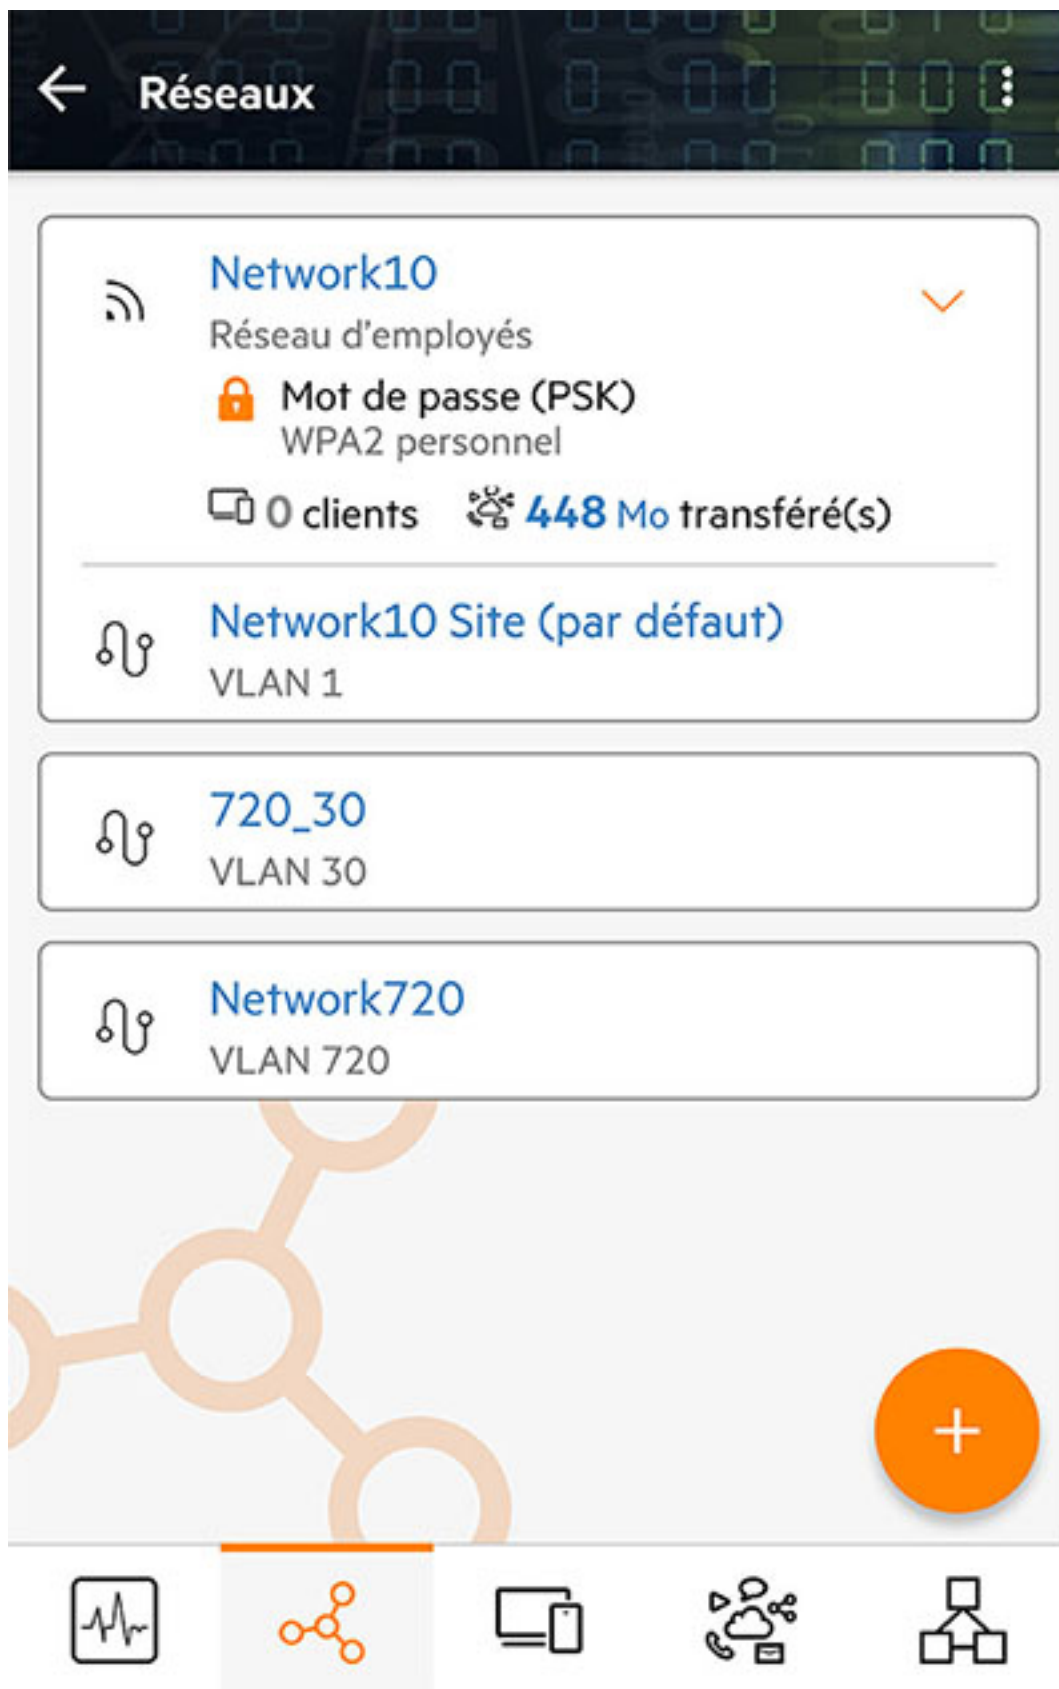 Réseaux
Network10
Réseau d'employés
Mot de passe (PSK)
WPA2 personnel
0 clients 448 Mo transféré(s)
Network10 Site (par défaut)
VLAN 1
720_30
VLAN 30
Network720
VLAN 720